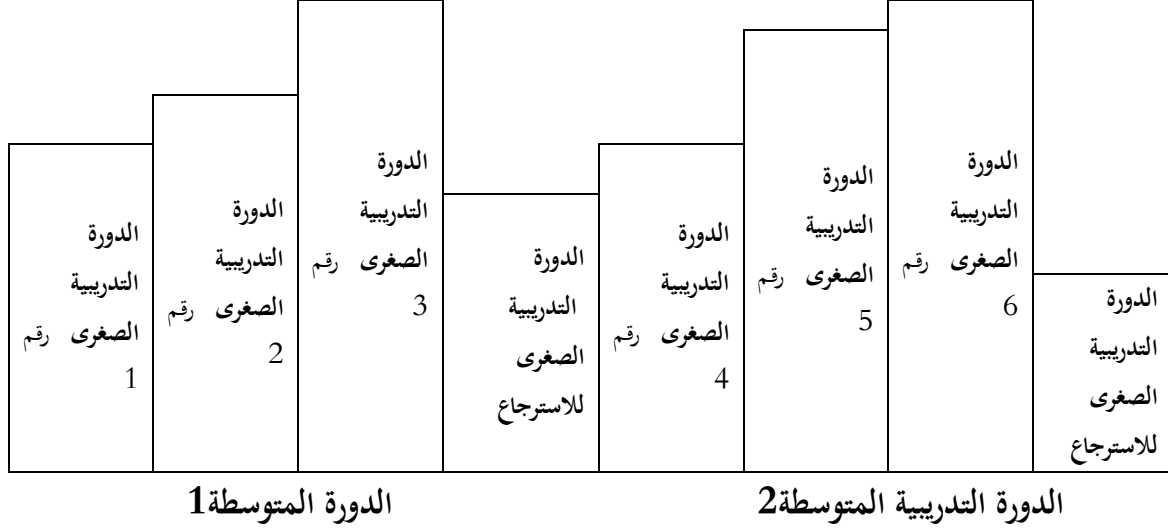 الدورة
التدريبية
الصغرى رقم
1
الدورة
التدريبية
الصغرى رقم
2
الدورة
التدريبية
الصغرى رقم
3
الدورة
التدريبية
الصغرى
للاسترجاع
الدورة
التدريبية
الصغرى رقم
4
الدورة
التدريبية
الصغرى رقم
5
الدورة
التدريبية
الصغرى رقم
6
الدورة
التدريبية
الصغرى
للاسترجاع
الدورة المتوسطة1
الدورة التدريبية المتوسطة2